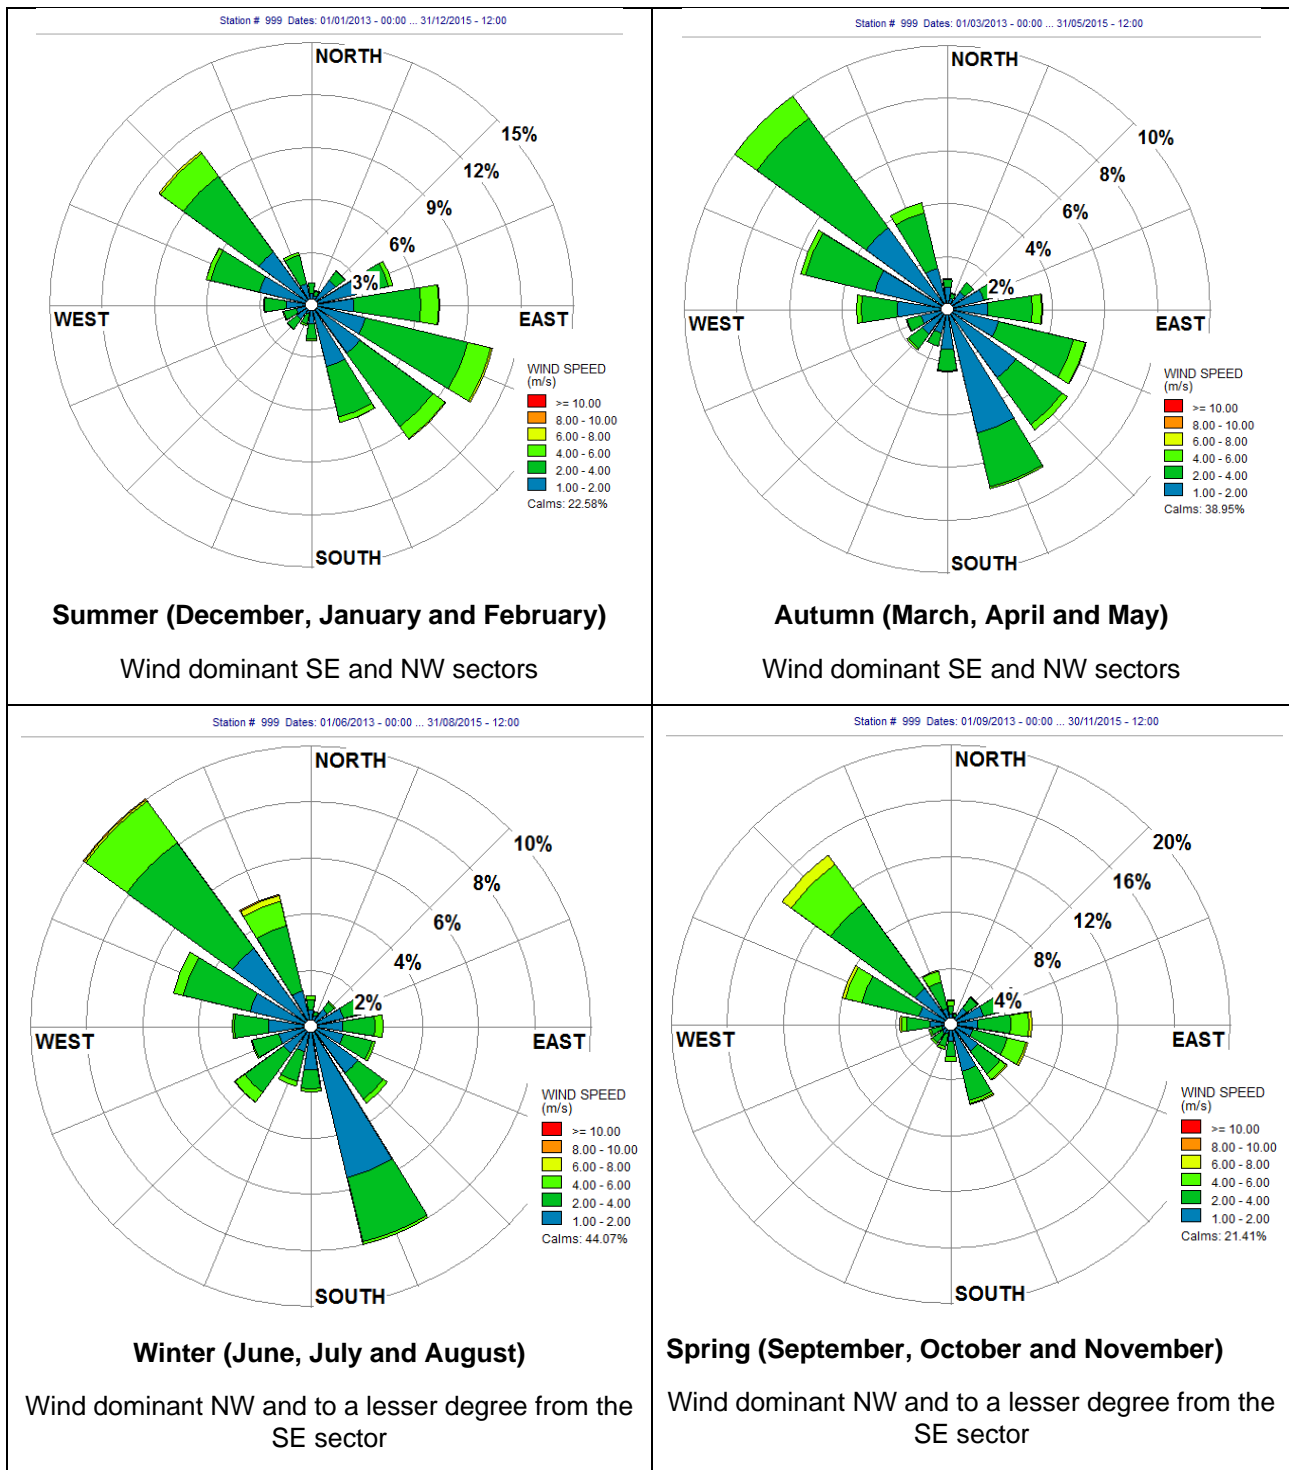 Station # 999 Dates: 01/01/2013 - 00:00 ... 31/12/2015 - 12:00
NORTH
15%
12%
9%
6%
3%
WEST
EAST
SOUTH
WIND SPEED
(m/s)
>= 10.00
8.00 - 10.00
6.00 - 8.00
4.00 - 6.00
2.00 - 4.00
1.00 - 2.00
Calms: 22.58%
Summer (December, January and February)
Wind dominant SE and NW sectors
Station # 999 Dates: 01/03/2013 - 00:00 ... 31/05/2015 - 12:00
NORTH
10%
8%
6%
4%
2%
WEST
EAST
SOUTH
WIND SPEED
(m/s)
>= 10.00
8.00 - 10.00
6.00 - 8.00
4.00 - 6.00
2.00 - 4.00
1.00 - 2.00
Calms: 38.95%
Autumn (March, April and May)
Wind dominant SE and NW sectors
Station # 999 Dates: 01/06/2013 - 00:00 ... 31/08/2015 - 12:00
NORTH
10%
8%
6%
4%
2%
WEST
EAST
SOUTH
WIND SPEED
(m/s)
>= 10.00
8.00 - 10.00
6.00 - 8.00
4.00 - 6.00
2.00 - 4.00
1.00 - 2.00
Calms: 44.07%
Winter (June, July and August)
Wind dominant NW and to a lesser degree from the
SE sector
Station # 999 Dates: 01/09/2013 - 00:00 ... 30/11/2015 - 12:00
NORTH
20%
16%
12%
8%
4%
WEST
EAST
SOUTH
WIND SPEED
(m/s)
>= 10.00
8.00 - 10.00
6.00 - 8.00
4.00 - 6.00
2.00 - 4.00
1.00 - 2.00
Calms: 21.41%
Spring (September, October and November)
Wind dominant NW and to a lesser degree from the
SE sector